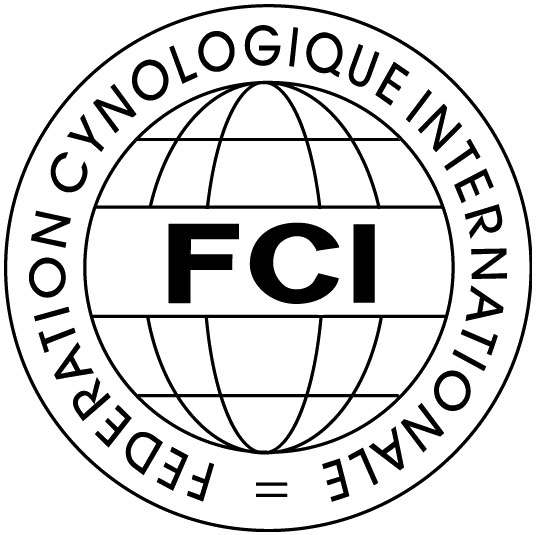 FEDERATION CYNOLOGIQUE INTERNATIONALE =
FCI